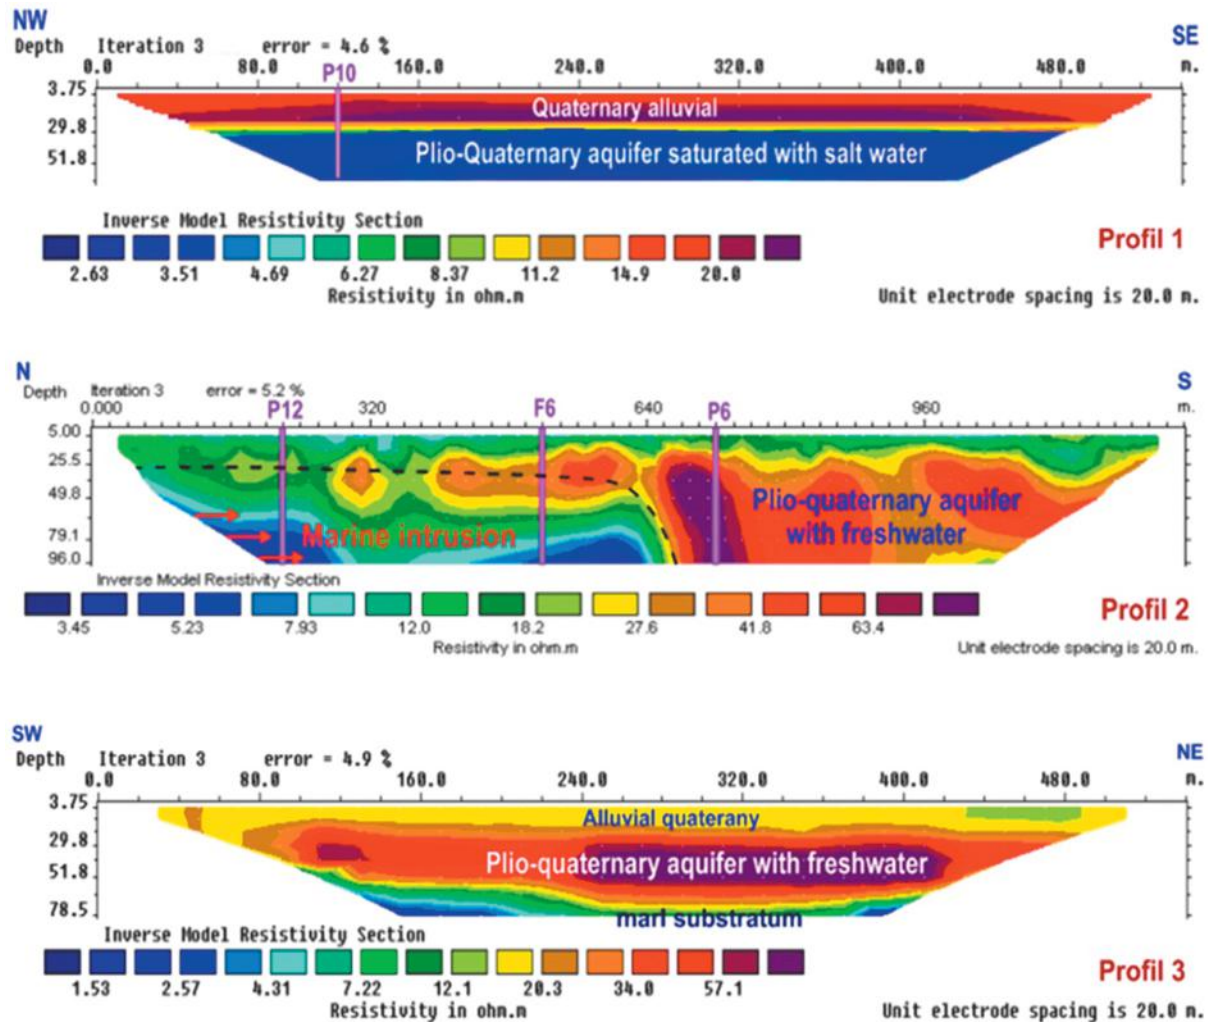 NW
SE
Depth Iteration 3 error = 4.6 %
0.0 80.0 160.0 240.0 320.0 400.0 480.0 m.
P10
3.75
Quaternary alluvial
29.8
Plio-Quaternary aquifer saturated with salt water
51.8
Inverse Model Resistivity Section
Profil 1
2.63 3.51 4.69 6.27 8.37 11.2 14.9 20.0
Resistivity in ohm.m
Unit electrode spacing is 20.0 m.
N
S
Depth Iteration 3 error = 5.2 %
0.000 P12 320 F6 640 P6 960 m.
5.00
25.5
49.8
Plio-quaternary aquifer
with freshwater
79.1
Marine intrusion
96.0
Inverse Model Resistivity Section
Profil 2
3.45 5.23 7.93 12.0 18.2 27.6 41.8 63.4
Resistivity in ohm.m
Unit electrode spacing is 20.0 m.
SW
NE
Depth Iteration 3 error = 4.9 %
0.0 80.0 160.0 240.0 320.0 400.0 480.0 m.
3.75
Alluvial quaterany
29.8
Plio-quaternary aquifer with freshwater
51.8
78.5
marl substratum
Inverse Model Resistivity Section
Profil 3
1.53 2.57 4.31 7.22 12.1 20.3 34.0 57.1
Resistivity in ohm.m
Unit electrode spacing is 20.0 m.